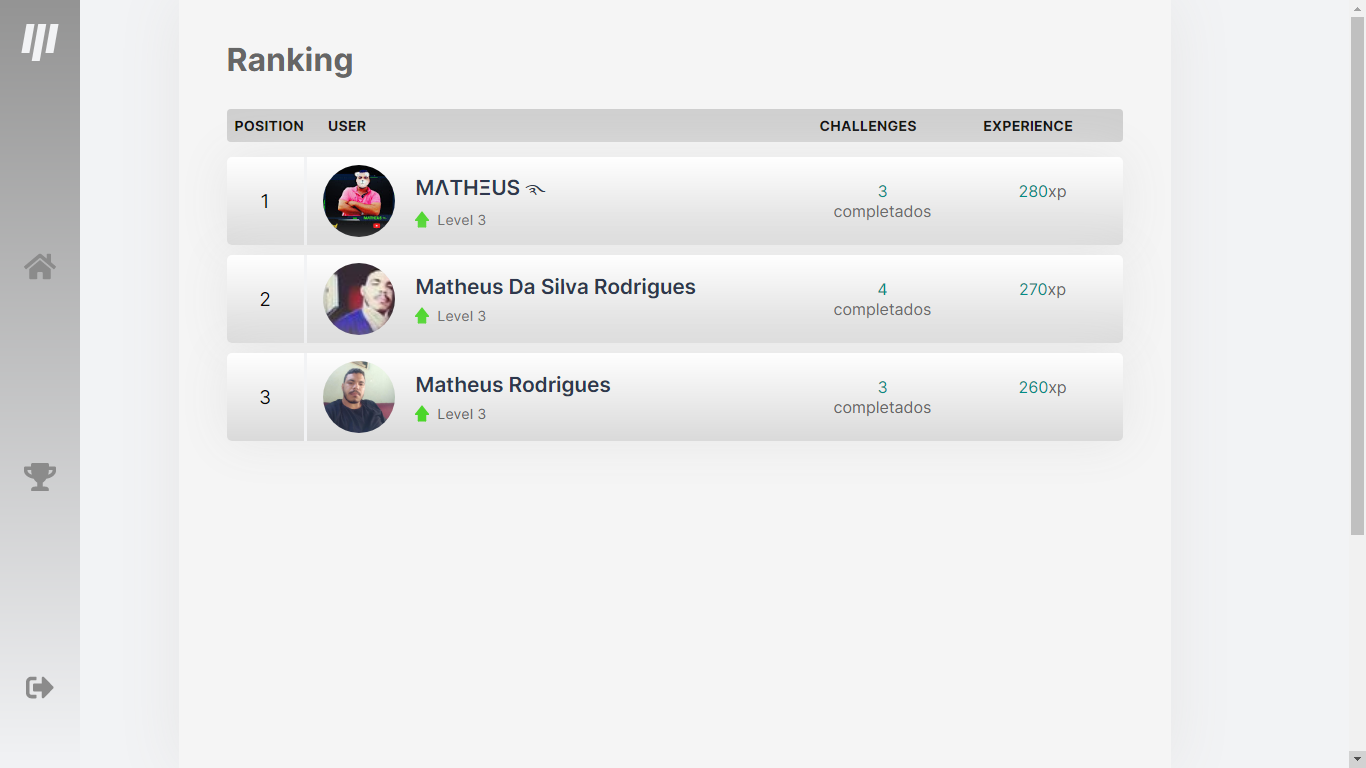 Ranking
POSITION USER CHALLENGES EXPERIENCE
1
MΛTHΞUS
Level 3
3
completados
280xp
2
Matheus Da Silva Rodrigues
Level 3
4
completados
270xp
3
Matheus Rodrigues
Level 3
3
completados
260xp